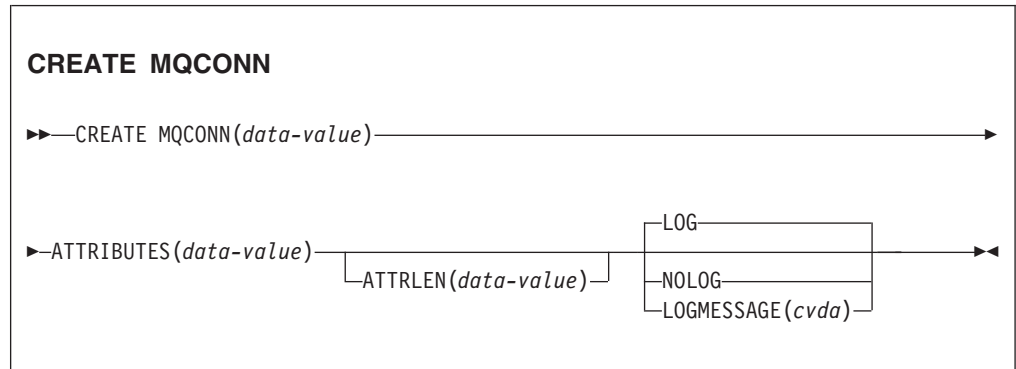 CREATE MQCONN
CREATE MQCONN(data-value)
LOG
ATTRIBUTES(data-value)
ATTRLEN(data-value)
NOLOG
LOGMESSAGE(cvda)